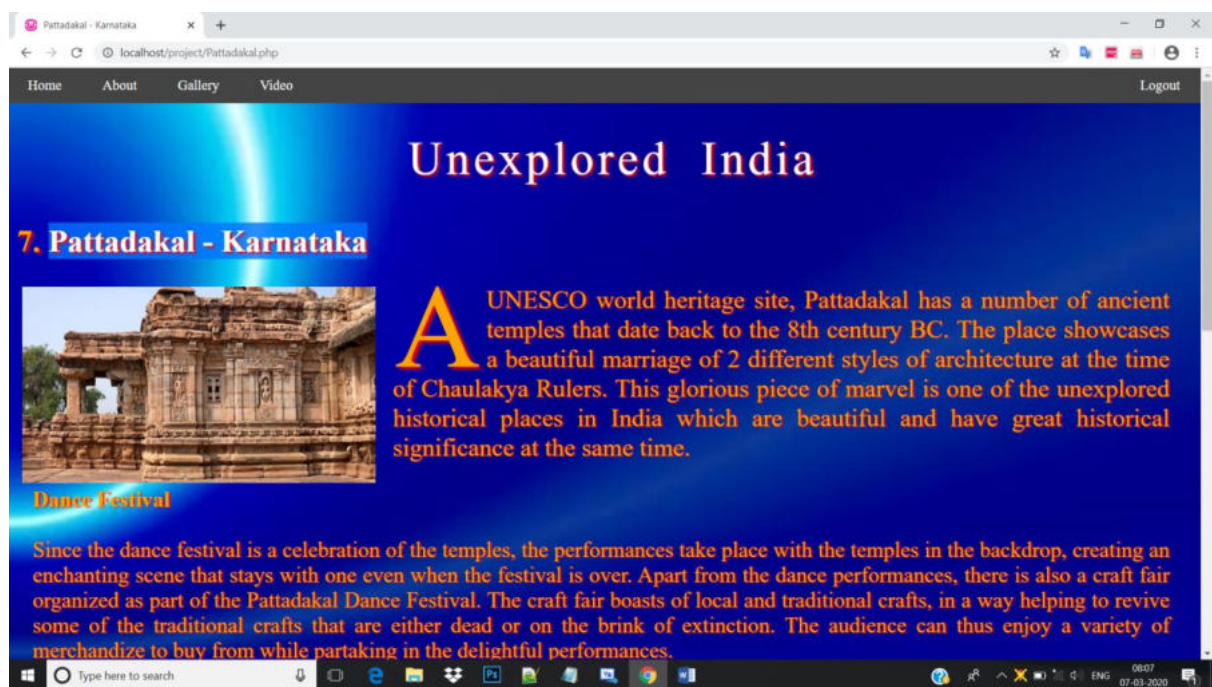 Pattadakal - Karnataka
localhost/project/Pattadakal.php
Home About Gallery Video Logout
Unexplored India
7. Pattadakal - Karnataka
A UNESCO world heritage site, Pattadakal has a number of ancient
temples that date back to the 8th century BC. The place showcases
a beautiful marriage of 2 different styles of architecture at the time
of Chaulakya Rulers. This glorious piece of marvel is one of the unexplored
historical places in India which are beautiful and have great historical
significance at the same time.
Dance Festival
Since the dance festival is a celebration of the temples, the performances take place with the temples in the backdrop, creating an
enchanting scene that stays with one even when the festival is over. Apart from the dance performances, there is also a craft fair
organized as part of the Pattadakal Dance Festival. The craft fair boasts of local and traditional crafts, in a way helping to revive
some of the traditional crafts that are either dead or on the brink of extinction. The audience can thus enjoy a variety of
merchandize to buy from while partaking in the delightful performances.
Type here to search
Ps
ENG
08:07
07-03-2020